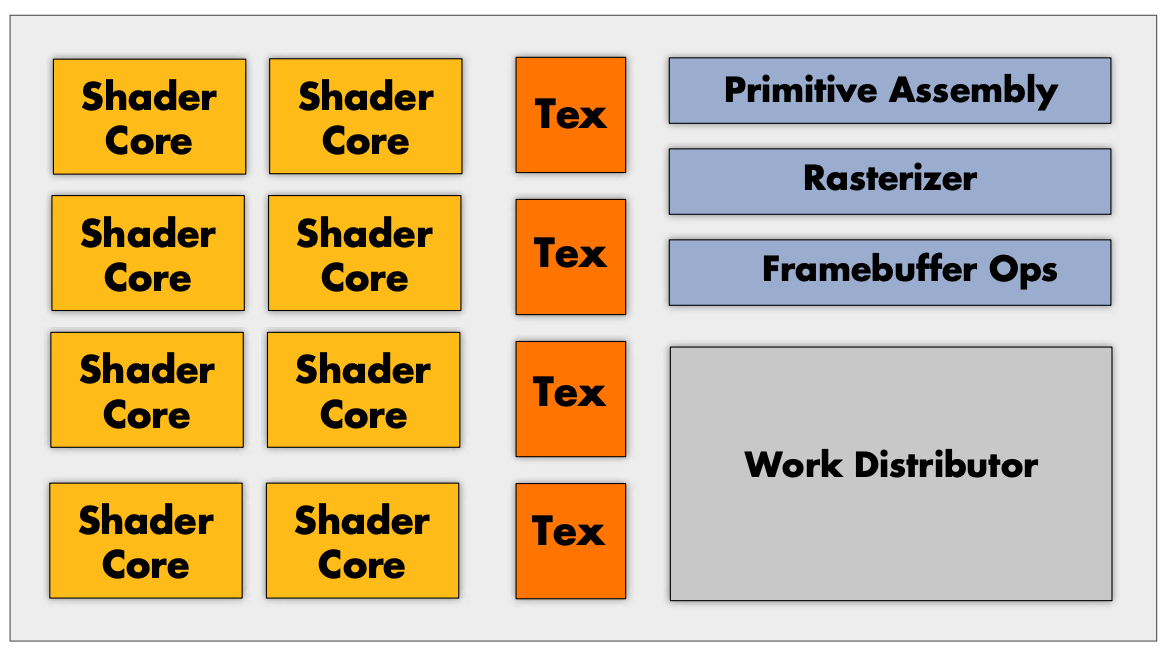 Shader
Core
Shader
Core
Tex
Primitive Assembly
Rasterizer
Shader
Core
Shader
Core
Tex
Framebuffer Ops
Shader
Core
Shader
Core
Tex
Work Distributor
Shader
Core
Shader
Core
Tex